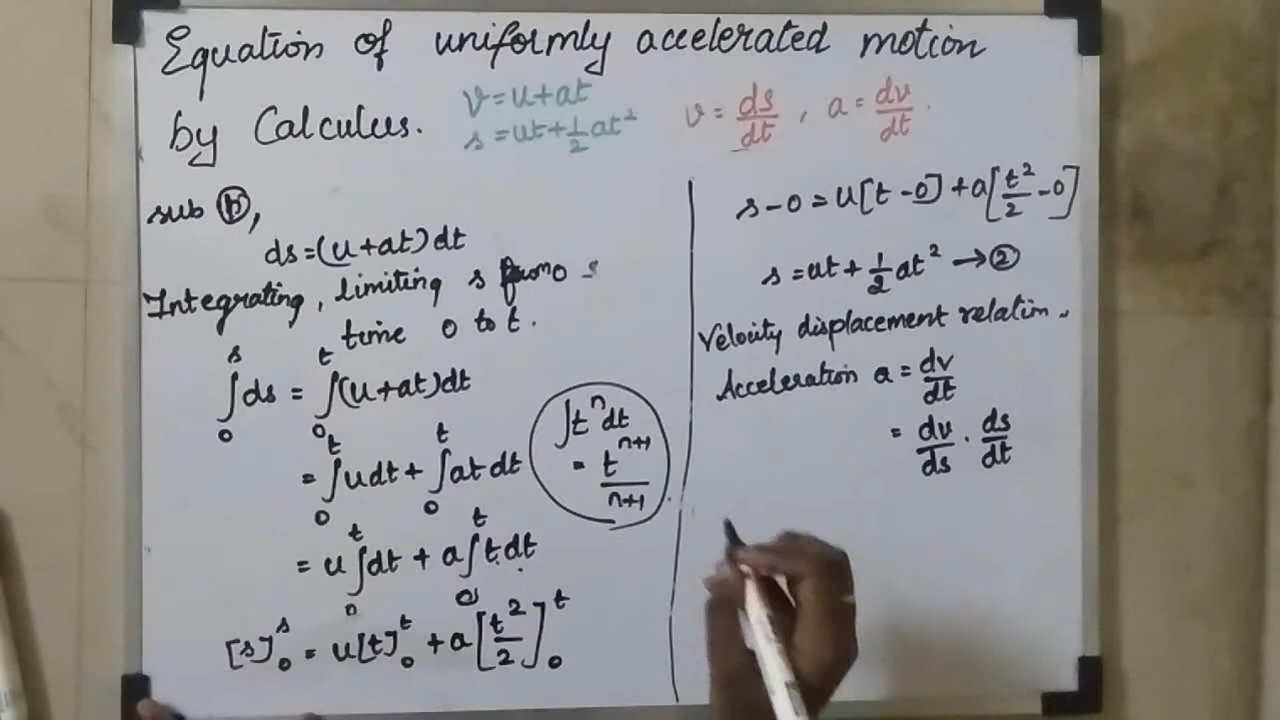 Equation of uniformly accelerated motion
by Calculus.
v = u + at
s = ut + 1/2 at²
v = ds/dt , a = dv/dt .
sub (b),
ds = (u + at) dt
Integrating, limiting s from 0 s
time 0 to t.
∫₀ˢ ds = ∫₀ᵗ (u + at) dt
= ∫₀ᵗ u dt + ∫₀ᵗ at dt
= u ∫₀ᵗ dt + a ∫₀ᵗ t. dt
[s]₀ˢ = u[t]₀ᵗ + a[t²/2]₀ᵗ
∫tⁿ dt
= tⁿ⁺¹/n+1
s - 0 = u[t - 0] + a[t²/2 - 0]
s = ut + 1/2 at² → ②
Velocity displacement relation.
Acceleration a = dv/dt
= dv/ds . ds/dt